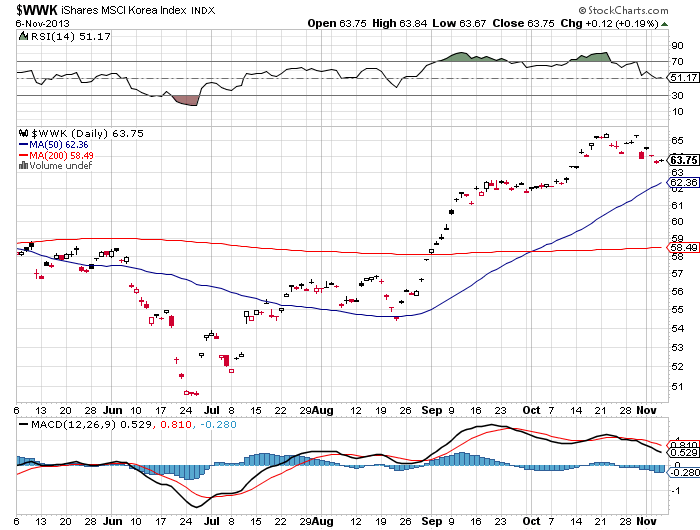 $WWK iShares MSCI Korea Index INDX © StockCharts.com
6-Nov-2013 Open 63.75 High 63.84 Low 63.67 Close 63.75 Chg +0.12 (+0.19%)
RSI(14) 51.17
90
70
51.17
30
10
$WWK (Daily) 63.75
MA(50) 62.36
MA(200) 58.49
Volume undef
65
64
63.75
63
62.36
61
60
59
58.49
58
57
56
55
54
53
52
51
6 13 20 28 Jun 10 17 24 Jul 8 15 22 29 Aug 12 19 26 Sep 9 16 23 Oct 7 14 21 28 Nov
MACD(12,26,9) 0.529, 0.810, -0.280
0.810
0.529
0
-0.280
-1
6 13 20 28 Jun 10 17 24 Jul 8 15 22 29 Aug 12 19 26 Sep 9 16 23 Oct 7 14 21 28 Nov